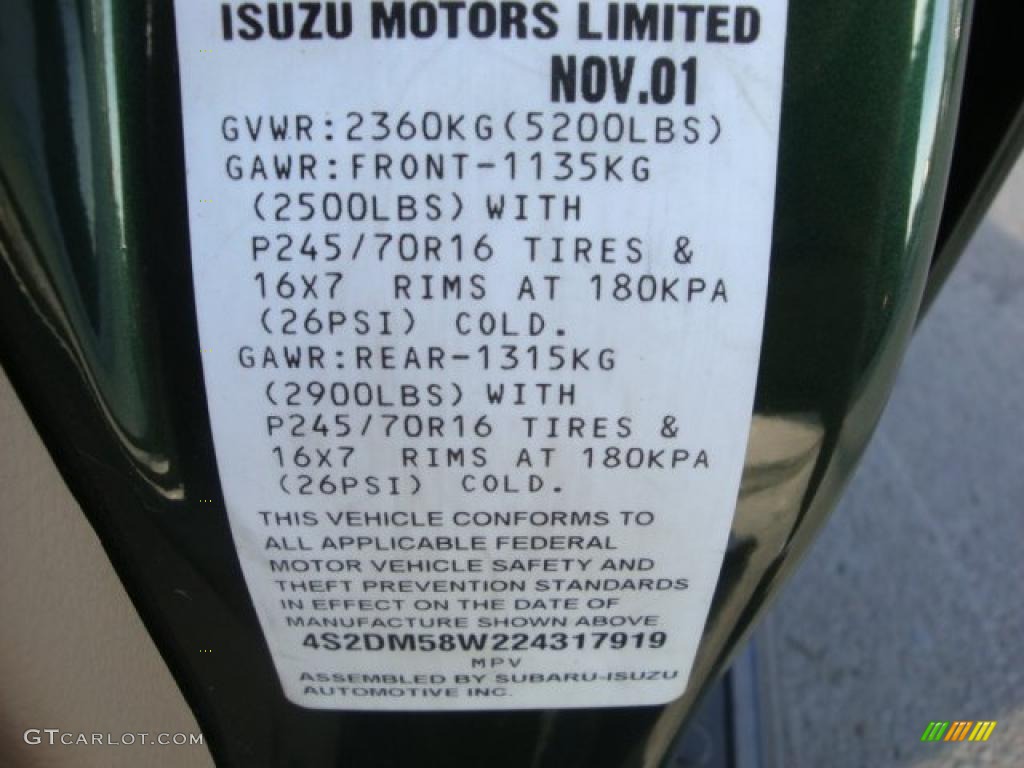 ISUZU MOTORS LIMITED
NOV.01
GVWR:2360KG(5200LBS)
GAWR:FRONT-1135KG
(2500LBS) WITH
P245/70R16 TIRES &
16X7 RIMS AT 180KPA
(26PSI) COLD.
GAWR:REAR-1315KG
(2900LBS) WITH
P245/70R16 TIRES &
16X7 RIMS AT 180KPA
(26PSI) COLD.
THIS VEHICLE CONFORMS TO
ALL APPLICABLE FEDERAL
MOTOR VEHICLE SAFETY AND
THEFT PREVENTION STANDARDS
IN EFFECT ON THE DATE OF
MANUFACTURE SHOWN ABOVE.
4S2DM58W224317919
MPV
ASSEMBLED BY SUBARU-ISUZU
AUTOMOTIVE INC.
GTCARLOT.COM